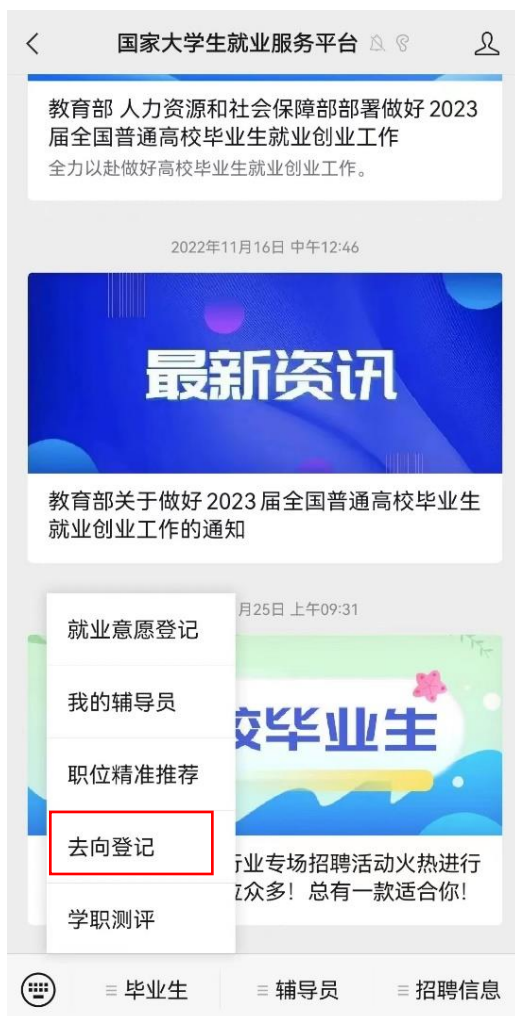 国家大学生就业服务平台
教育部 人力资源和社会保障部部署做好 2023
届全国普通高校毕业生就业创业工作
全力以赴做好高校毕业生就业创业工作。
2022年11月16日 中午12:46
最新资讯
教育部关于做好 2023 届全国普通高校毕业生
就业创业工作的通知
月25日 上午09:31
校毕业生
行业专场招聘活动火热进行
位众多！总有一款适合你!
就业意愿登记
我的辅导员
职位精准推荐
去向登记
学职测评
毕业生
辅导员
招聘信息